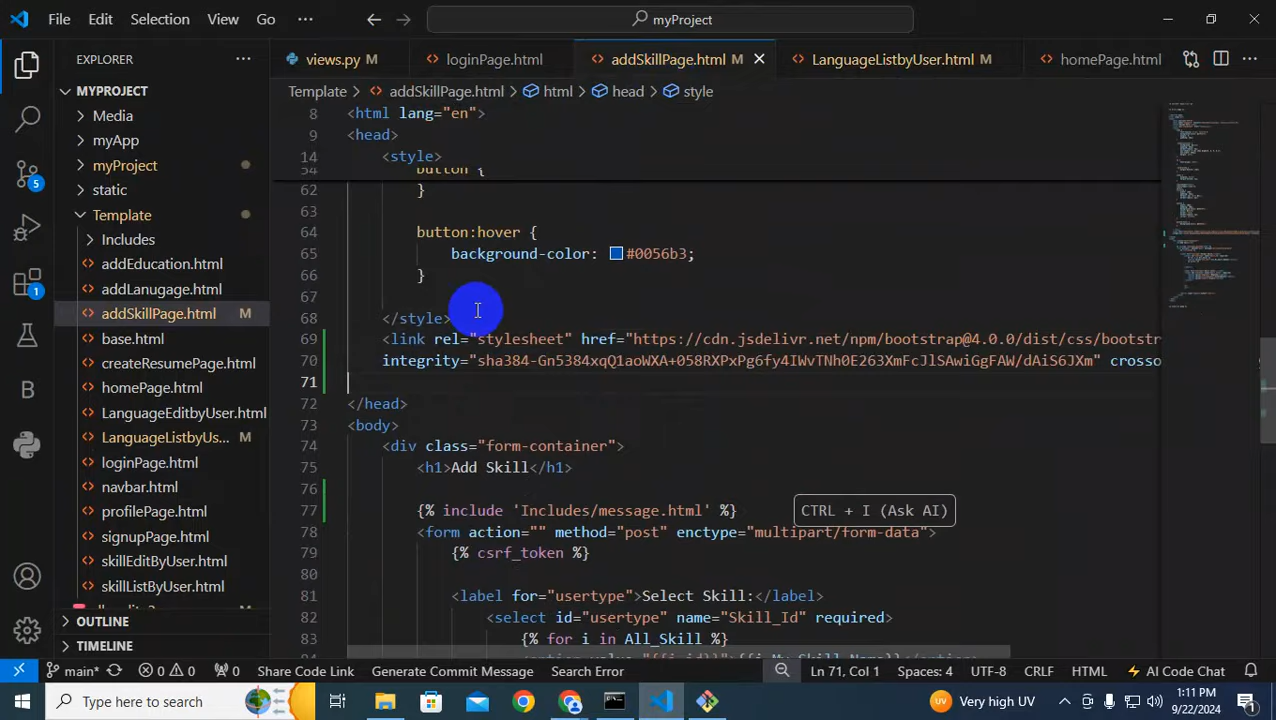 File Edit Selection View Go ··· myProject
EXPLORER ···
views.py M loginPage.html addSkillPage.html M LanguageListbyUser.html M homePage.html ···
MYPROJECT
Media
myApp
myProject
static
Template
Includes
addEducation.html
addLanugage.html
addSkillPage.html M
base.html
createResumePage.html
homePage.html
LanguageEditbyUser.html
LanguageListbyUs... M
loginPage.html
navbar.html
profilePage.html
signupPage.html
skillEditByUser.html
skillListByUser.html
OUTLINE
TIMELINE
5
1
B
Template > addSkillPage.html > html > head > style
8 <html lang="en">
9 <head>
14 <style>
54 button {
62 }
63
64 button:hover {
65 background-color: #0056b3;
66 }
67
68 </style>
69 <link rel="stylesheet" href="https://cdn.jsdelivr.net/npm/bootstrap@4.0.0/dist/css/bootstr
70 integrity="sha384-Gn5384xqQ1aoWXA+058RXPxPg6fy4IWvTNh0E263XmFcJlSAwiGgFAW/dAiS6JXm" crosso
71
72 </head>
73 <body>
74 <div class="form-container">
75 <h1>Add Skill</h1>
76
77 {% include 'Includes/message.html' %} CTRL + I (Ask AI)
78 <form action="" method="post" enctype="multipart/form-data">
79 {% csrf_token %}
80
81 <label for="usertype">Select Skill:</label>
82 <select id="usertype" name="Skill_Id" required>
83 {% for i in All_Skill %}
main* 0 0 0 Share Code Link Generate Commit Message Search Error Ln 71, Col 1 Spaces: 4 UTF-8 CRLF HTML AI Code Chat
Type here to search Very high UV 1:11 PM
9/22/2024
1